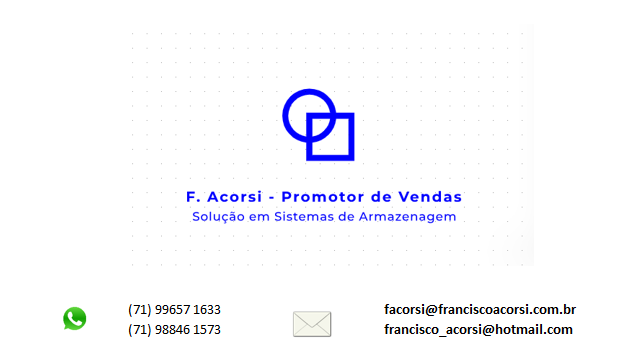 F. Acorsi - Promotor de Vendas
Solução em Sistemas de Armazenagem
(71) 99657 1633
(71) 98846 1573
facorsi@franciscoacorsi.com.br
francisco_acorsi@hotmail.com